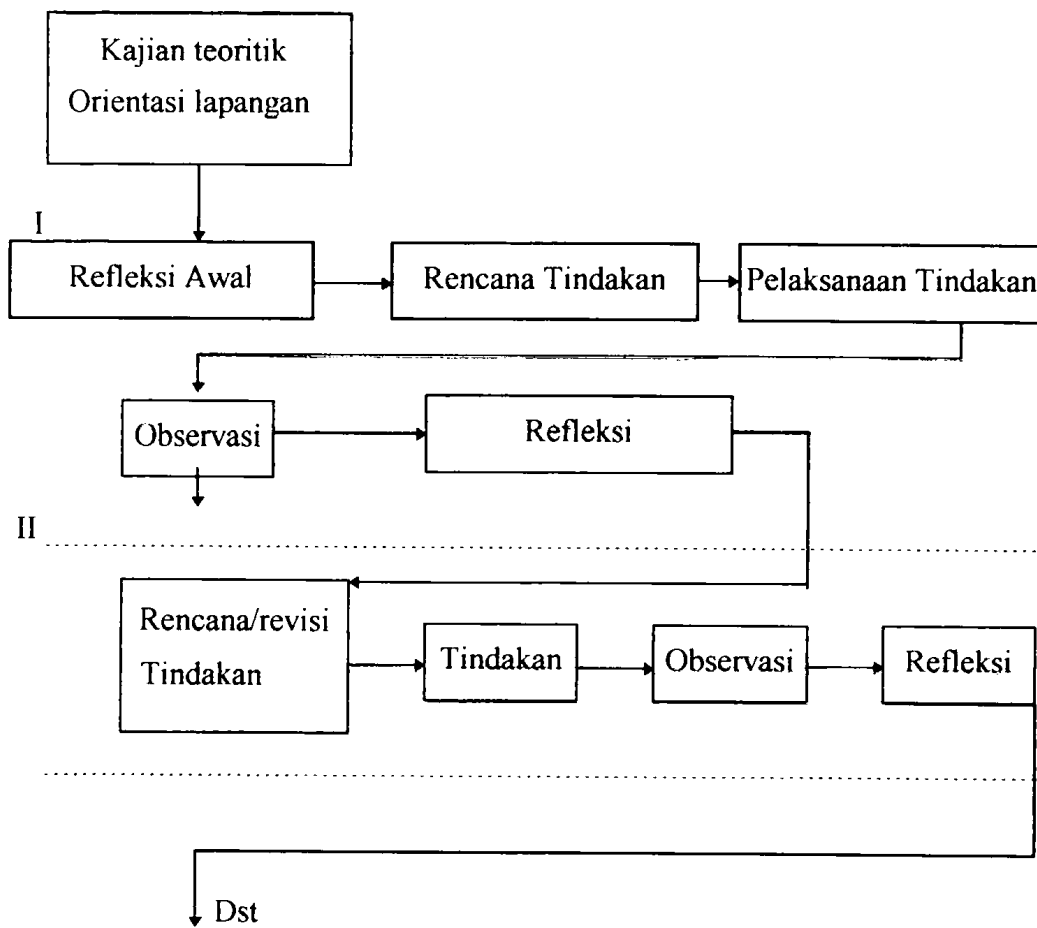 Kajian teoritik
Orientasi lapangan
I
Refleksi Awal
Rencana Tindakan
Pelaksanaan Tindakan
Observasi
Refleksi
II
Rencana/revisi
Tindakan
Tindakan
Observasi
Refleksi
Dst